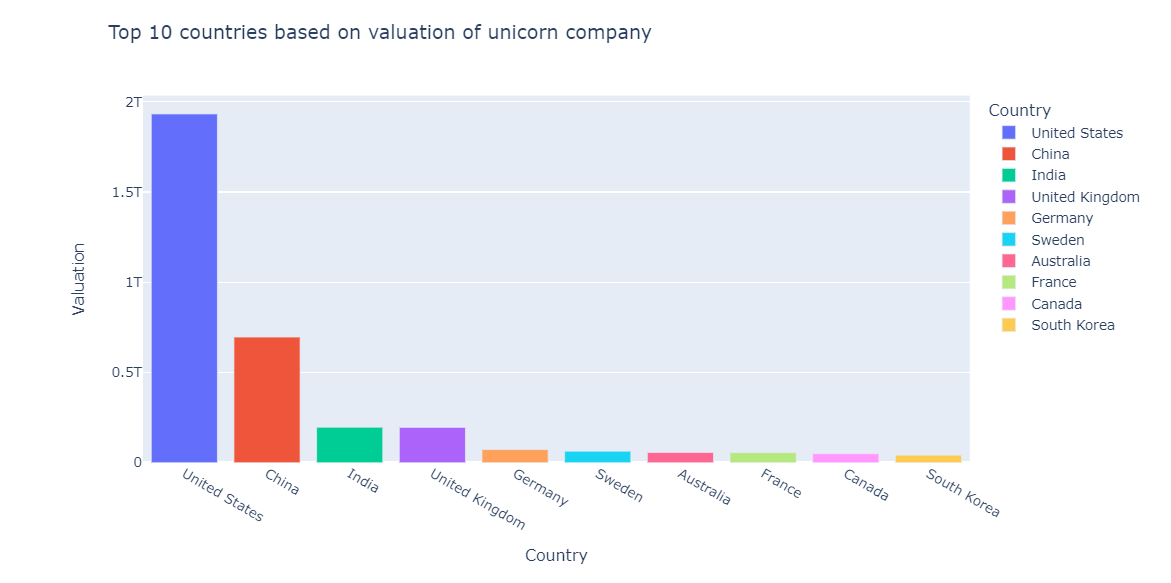 Top 10 countries based on valuation of unicorn company
2T
1.5T
1T
0.5T
0
Valuation
United States
China
India
United Kingdom
Germany
Sweden
Australia
France
Canada
South Korea
Country
Country
United States
China
India
United Kingdom
Germany
Sweden
Australia
France
Canada
South Korea